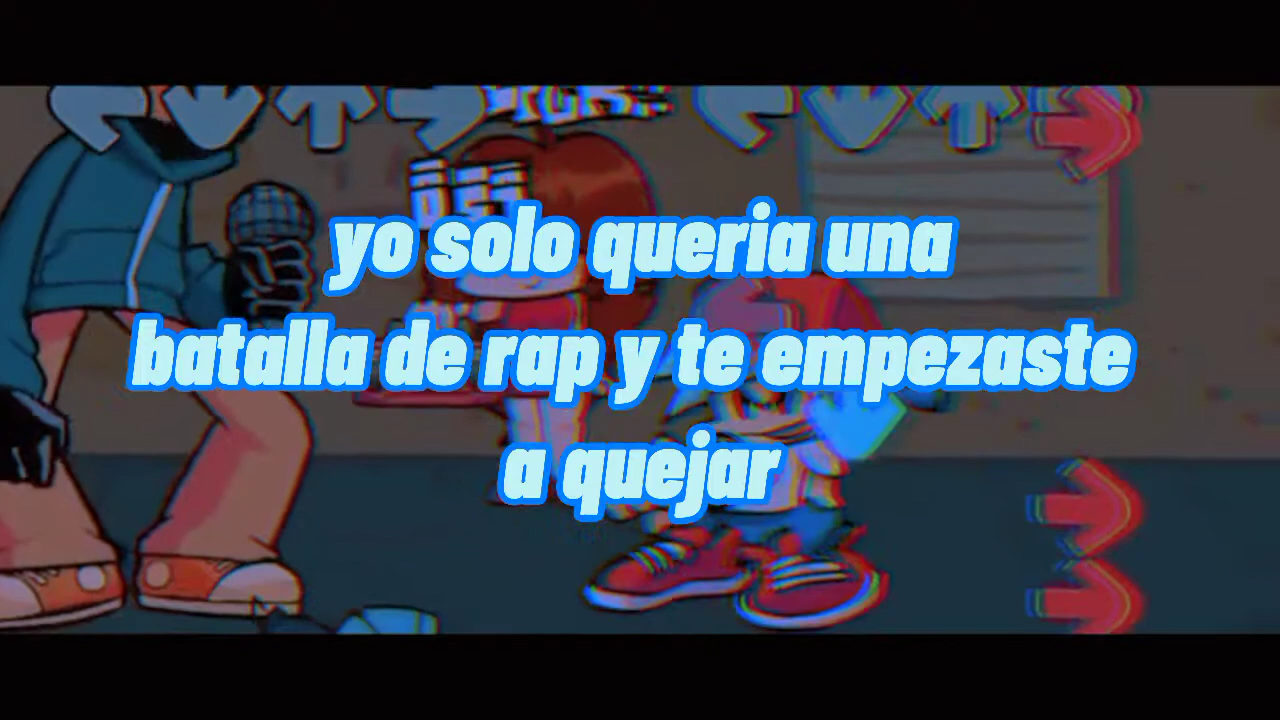 yo solo queria una
batalla de rap y te empezaste
a quejar